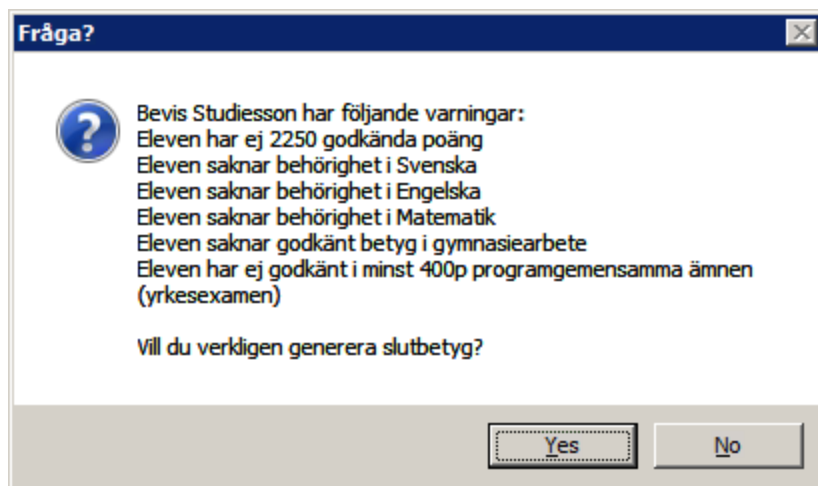 Fråga?
Bevis Studiesson har följande varningar:
Eleven har ej 2250 godkända poäng
Eleven saknar behörighet i Svenska
Eleven saknar behörighet i Engelska
Eleven saknar behörighet i Matematik
Eleven saknar godkänt betyg i gymnasiearbete
Eleven har ej godkänt i minst 400p programgemensamma ämnen
(yrkesexamen)
Vill du verkligen generera slutbetyg?
Yes No